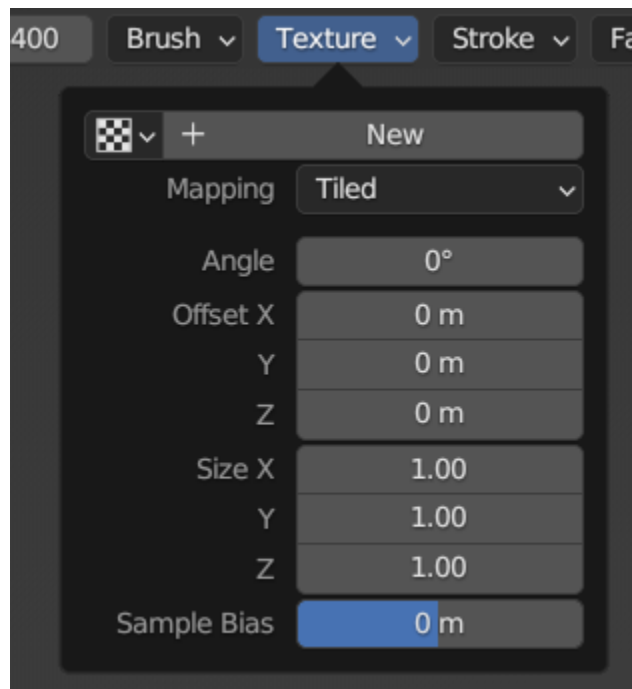 400 Brush Texture Stroke Fa
+ New
Mapping Tiled
Angle 0°
Offset X 0 m
Y 0 m
Z 0 m
Size X 1.00
Y 1.00
Z 1.00
Sample Bias 0 m